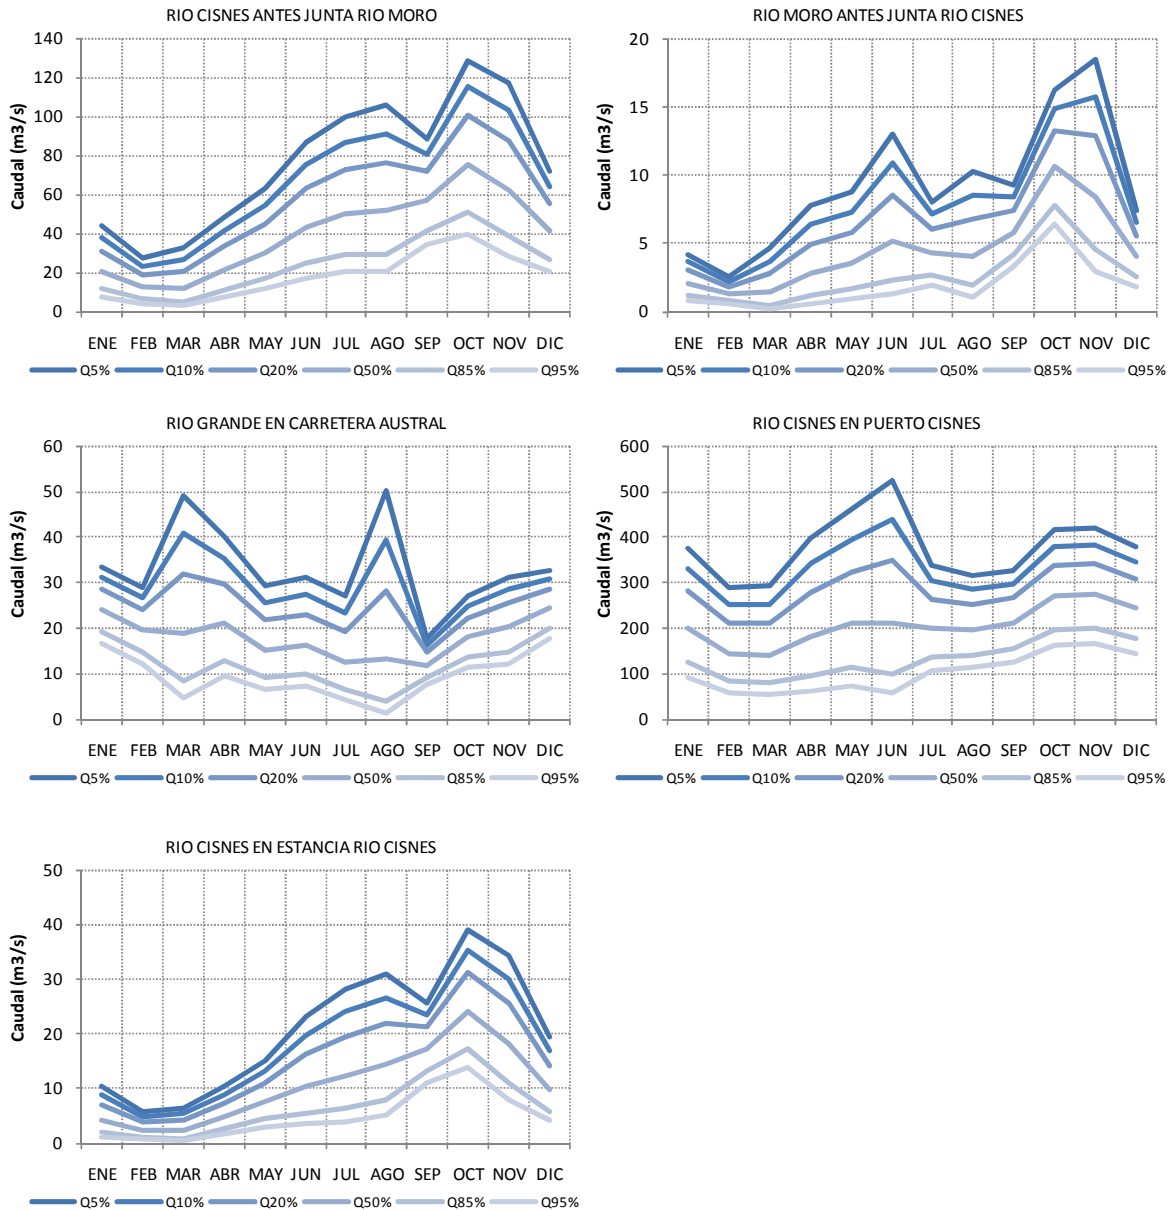 RIO CISNES ANTES JUNTA RIO MORO
Caudal (m3/s)
140
120
100
80
60
40
20
0
ENE FEB MAR ABR MAY JUN JUL AGO SEP OCT NOV DIC
Q5% Q10% Q20% Q50% Q85% Q95%
RIO MORO ANTES JUNTA RIO CISNES
Caudal (m3/s)
20
15
10
5
0
ENE FEB MAR ABR MAY JUN JUL AGO SEP OCT NOV DIC
Q5% Q10% Q20% Q50% Q85% Q95%
RIO GRANDE EN CARRETERA AUSTRAL
Caudal (m3/s)
60
50
40
30
20
10
0
ENE FEB MAR ABR MAY JUN JUL AGO SEP OCT NOV DIC
Q5% Q10% Q20% Q50% Q85% Q95%
RIO CISNES EN PUERTO CISNES
Caudal (m3/s)
600
500
400
300
200
100
0
ENE FEB MAR ABR MAY JUN JUL AGO SEP OCT NOV DIC
Q5% Q10% Q20% Q50% Q85% Q95%
RIO CISNES EN ESTANCIA RIO CISNES
Caudal (m3/s)
50
40
30
20
10
0
ENE FEB MAR ABR MAY JUN JUL AGO SEP OCT NOV DIC
Q5% Q10% Q20% Q50% Q85% Q95%